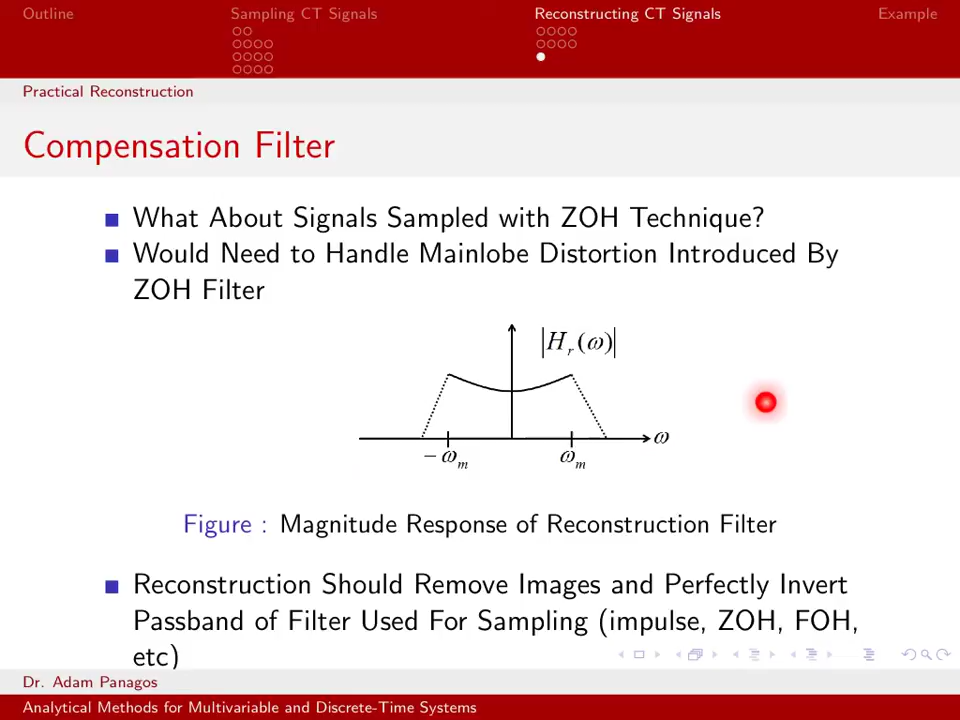 Outline
Sampling CT Signals
Reconstructing CT Signals
Example
Practical Reconstruction
Compensation Filter
What About Signals Sampled with ZOH Technique?
Would Need to Handle Mainlobe Distortion Introduced By
ZOH Filter
|H_r(ω)|
ω
−ω_m
ω_m
Figure : Magnitude Response of Reconstruction Filter
Reconstruction Should Remove Images and Perfectly Invert
Passband of Filter Used For Sampling (impulse, ZOH, FOH,
etc)
Dr. Adam Panagos
Analytical Methods for Multivariable and Discrete-Time Systems